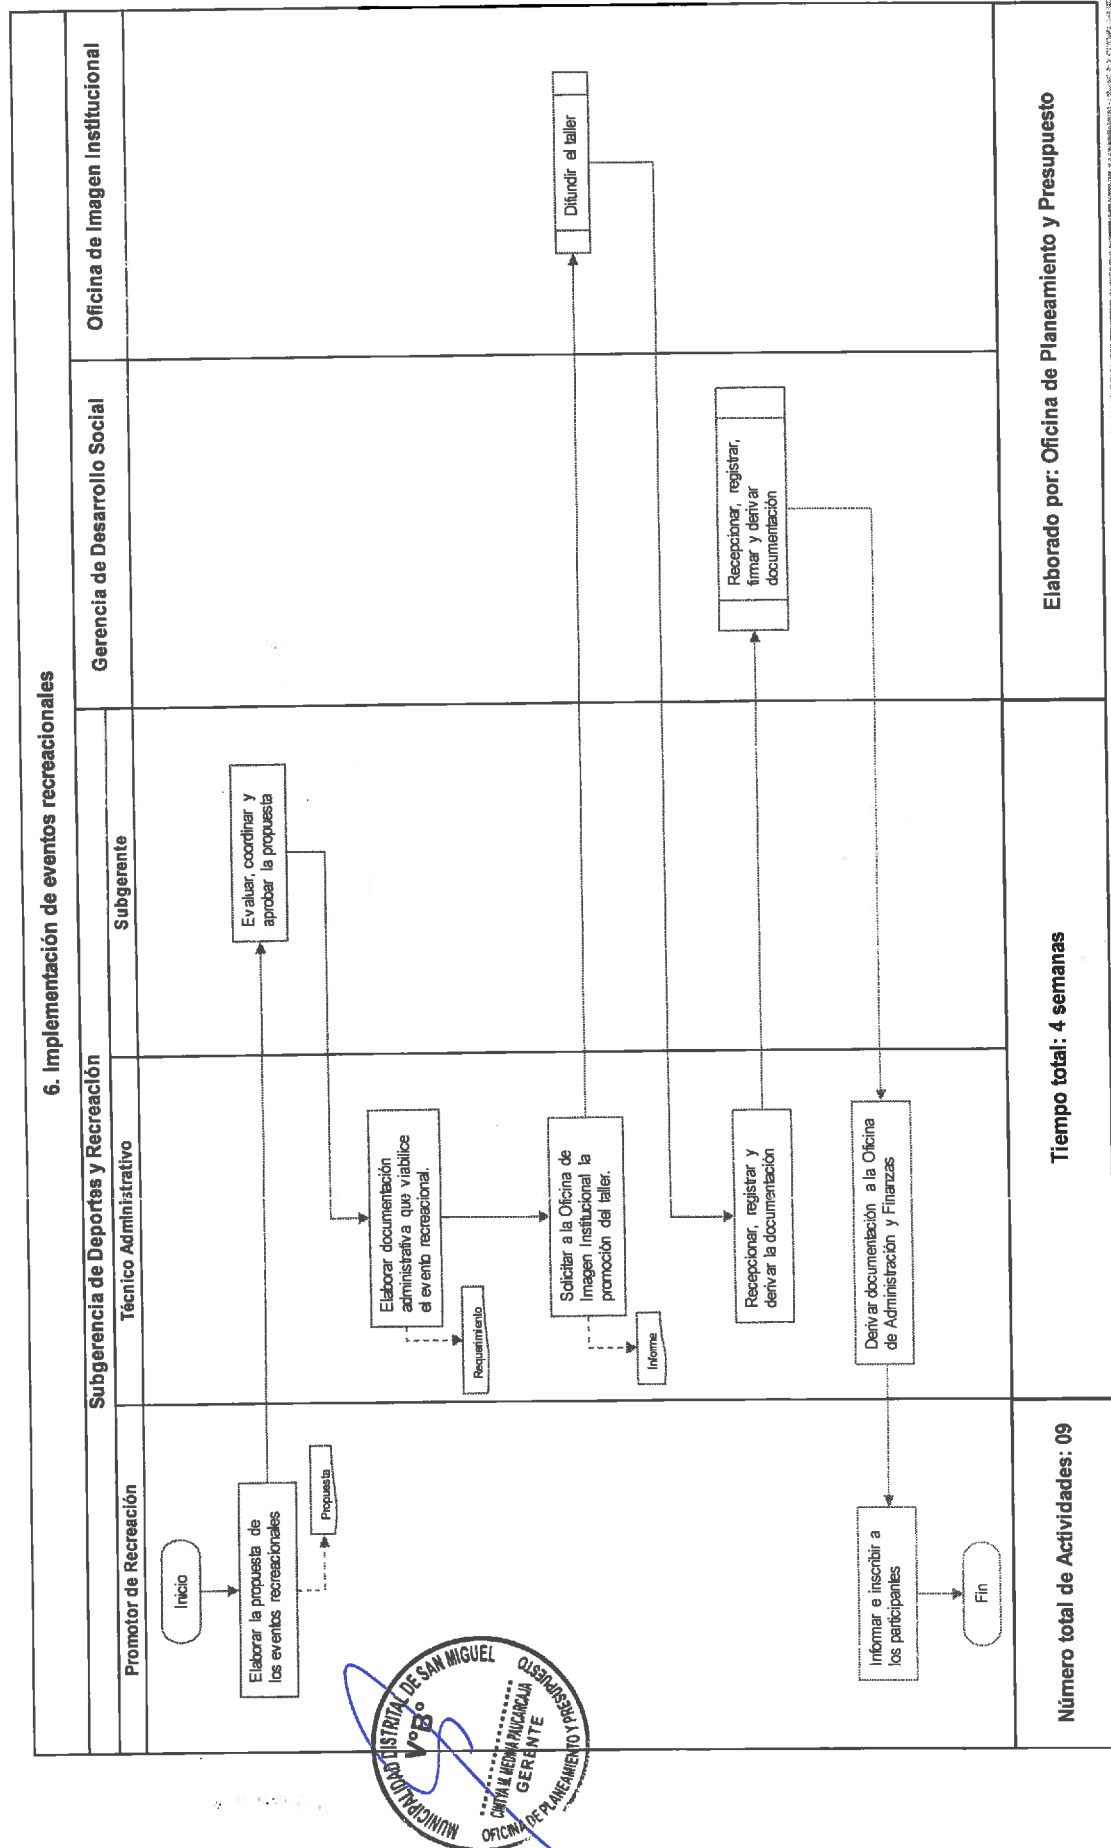 6. Implementación de eventos recreacionales
Subgerencia de Deportes y Recreación
Gerencia de Desarrollo Social
Oficina de Imagen Institucional
Promotor de Recreación
Técnico Administrativo
Subgerente
Inicio
Elaborar la propuesta de
los eventos recreacionales
Propuesta
Evaluar, coordinar y
aprobar la propuesta
Elaborar documentación
administrativa que viabilice
el evento recreacional.
Requerimiento
Solicitar a la Oficina de
Imagen Institucional la
promoción del taller.
Informe
Difundir el taller
Recepcionar, registrar y
derivar la documentación
Recepcionar, registrar,
firmar y derivar
documentación
Derivar documentación a la Oficina
de Administración y Finanzas
Informar e inscribir a
los participantes
Fin
Número total de Actividades: 09
Tiempo total: 4 semanas
Elaborado por: Oficina de Planeamiento y Presupuesto
MUNICIPALIDAD DISTRITAL DE SAN MIGUEL
V°B°
CINTYA M. MEDINA PAUCARCAJA
GERENTE
OFICINA DE PLANEAMIENTO Y PRESUPUESTO